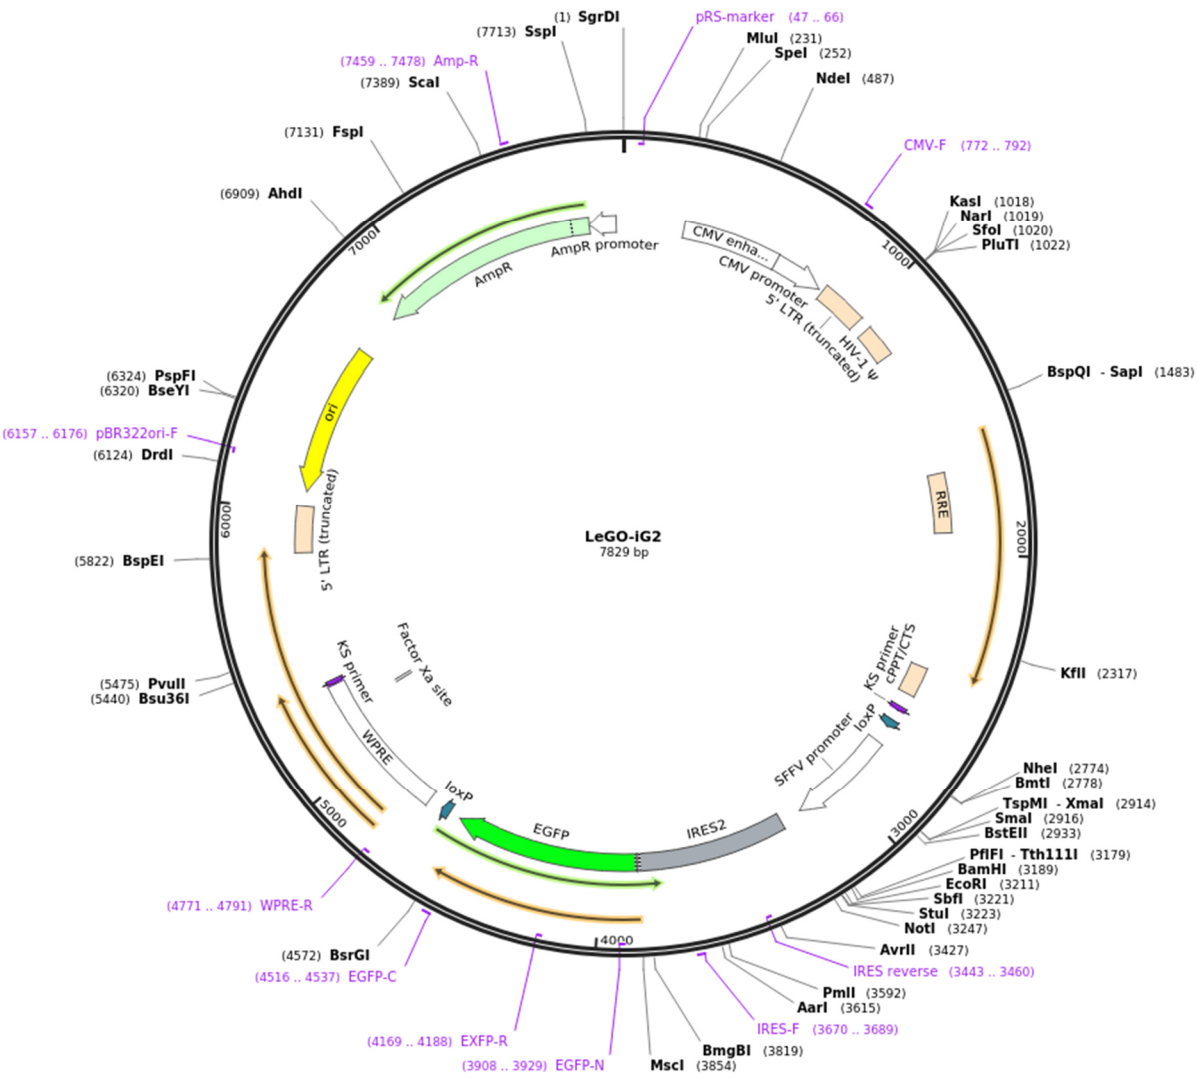 (1) SgrDI
pRS-marker (47 .. 66)
MluI (231)
SpeI (252)
NdeI (487)
CMV-F (772 .. 792)
KasI (1018)
NarI (1019)
SfoI (1020)
PluTI (1022)
1000
BspQI - SapI (1483)
2000
KflI (2317)
NheI (2774)
BmtI (2778)
TspMI - XmaI (2914)
SmaI (2916)
BstEII (2933)
3000
PflFI - Tth111I (3179)
BamHI (3189)
EcoRI (3211)
SbfI (3221)
StuI (3223)
NotI (3247)
AvrII (3427)
IRES reverse (3443 .. 3460)
PmlI (3592)
AarI (3615)
IRES-F (3670 .. 3689)
BmgBI (3819)
MscI (3854)
(3908 .. 3929) EGFP-N
4000
(4169 .. 4188) EXFP-R
(4516 .. 4537) EGFP-C
(4572) BsrGI
(4771 .. 4791) WPRE-R
5000
(5440) Bsu36I
(5475) PvuII
(5822) BspEI
6000
(6124) DrdI
(6157 .. 6176) pBR322ori-F
(6320) BseYI
(6324) PspFI
(6909) AhdI
7000
(7131) FspI
(7389) ScaI
(7459 .. 7478) Amp-R
(7713) SspI
CMV enha...
CMV promoter
5' LTR (truncated)
HIV-1 Ψ
RRE
cPPT/CTS
KS primer
loxP
SFFV promoter
IRES2
EGFP
loxP
WPRE
KS primer
Factor Xa site
5' LTR (truncated)
ori
AmpR
AmpR promoter
LeGO-iG2
7829 bp